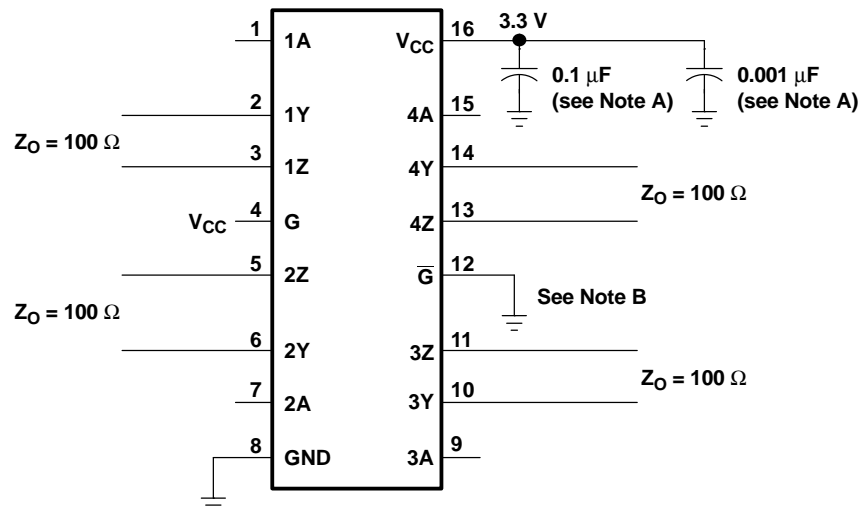 1
1A
VCC
16
3.3 V
0.1 µF
(see Note A)
0.001 µF
(see Note A)
2
1Y
4A
15
ZO = 100 Ω
3
1Z
4Y
14
ZO = 100 Ω
VCC
4
G
4Z
13
5
2Z
G̅
12
See Note B
ZO = 100 Ω
6
2Y
3Z
11
ZO = 100 Ω
7
2A
3Y
10
8
GND
3A
9